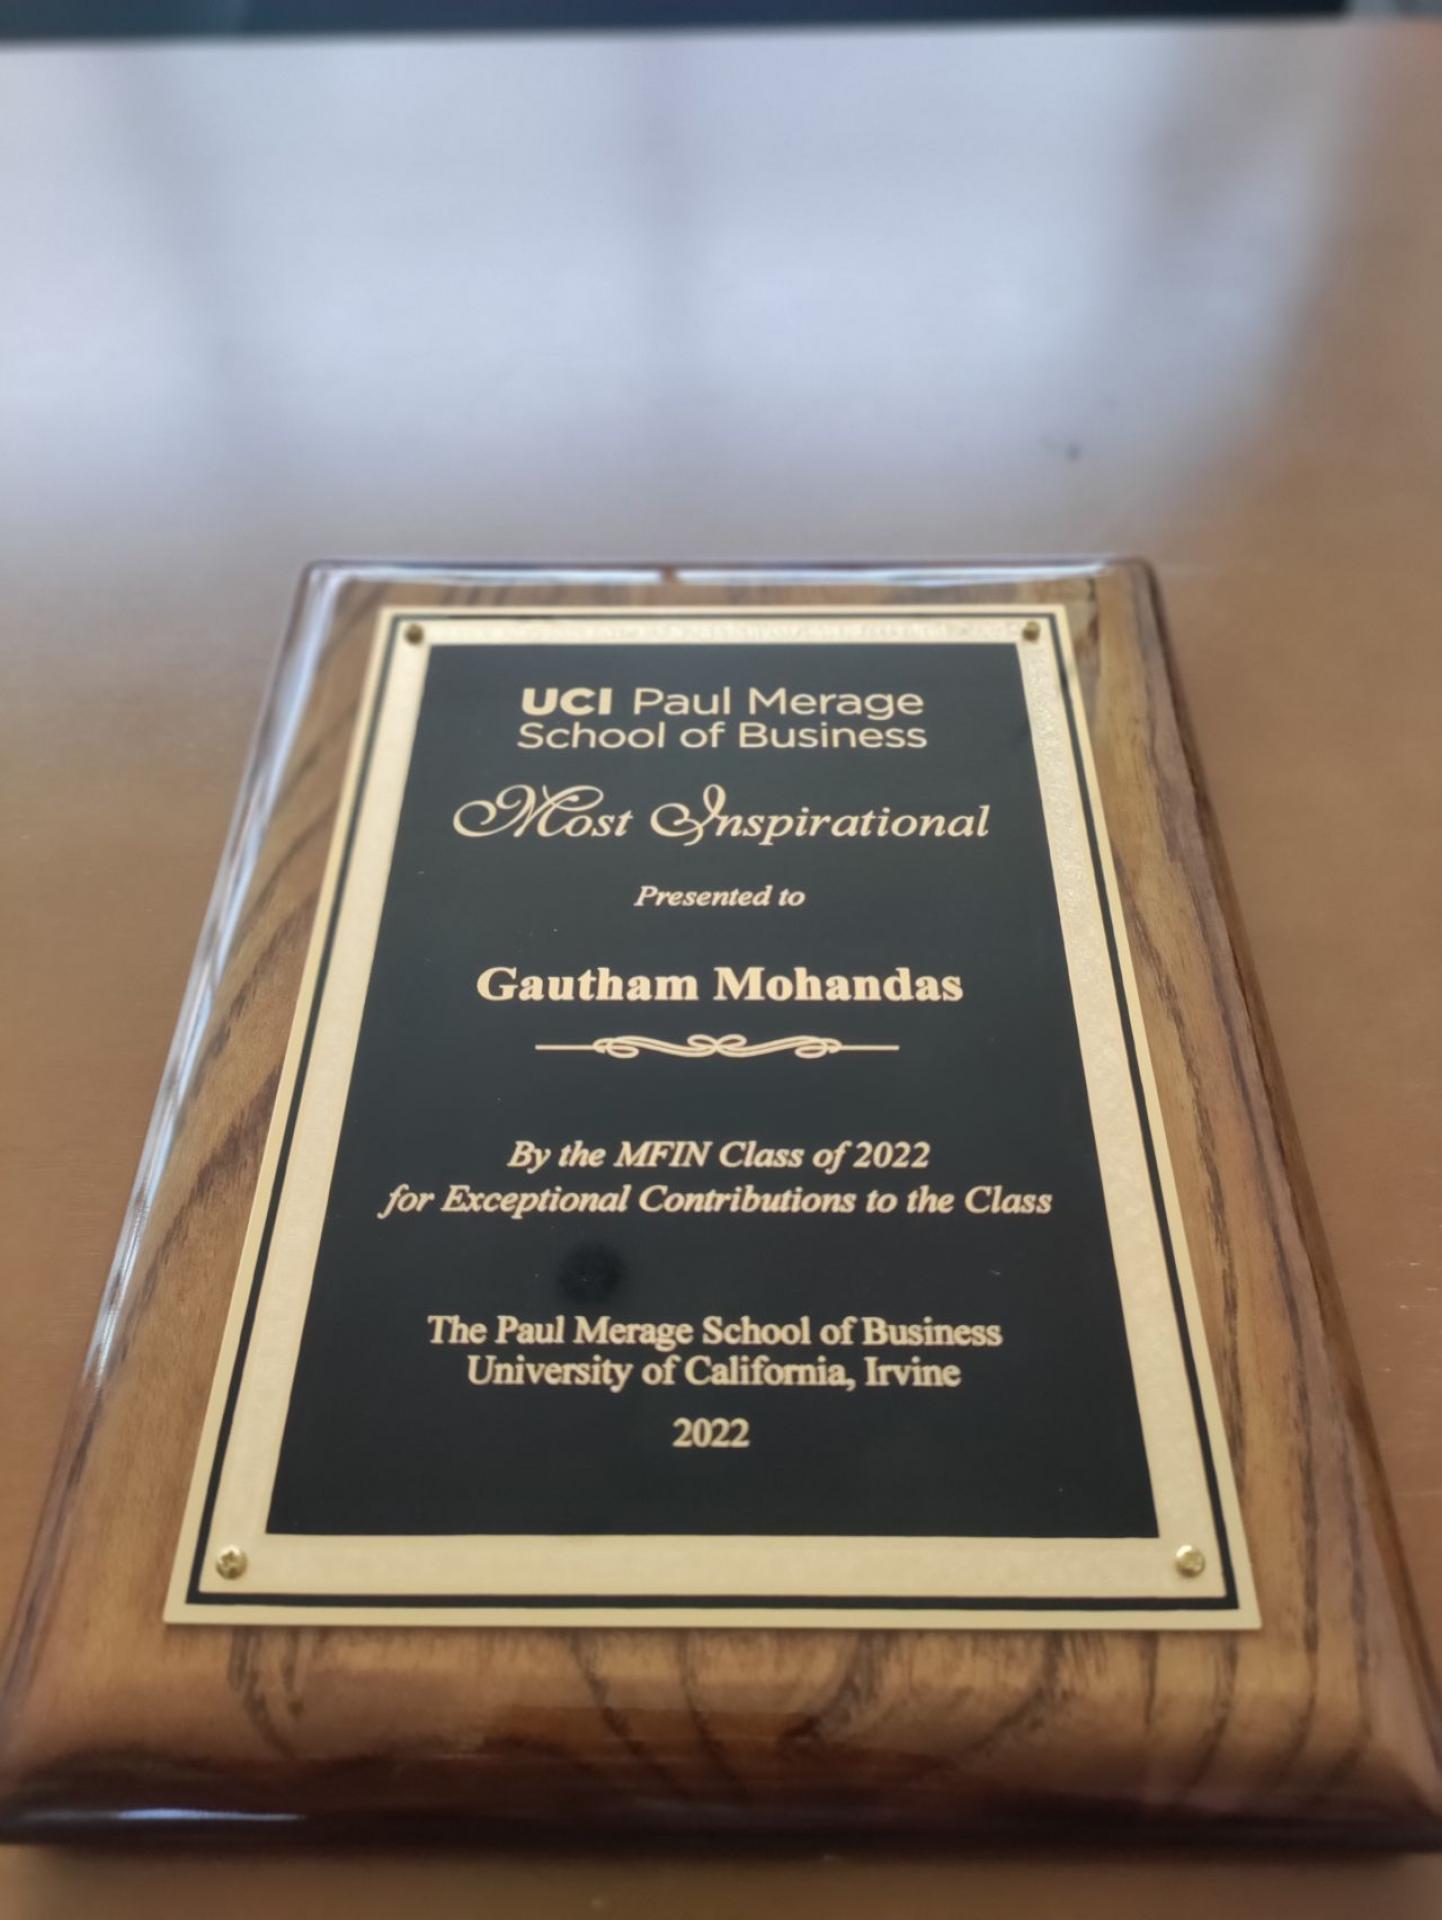 UCI Paul Merage
School of Business
Most Inspirational
Presented to
Gautham Mohandas
By the MFIN Class of 2022
for Exceptional Contributions to the Class
The Paul Merage School of Business
University of California, Irvine
2022